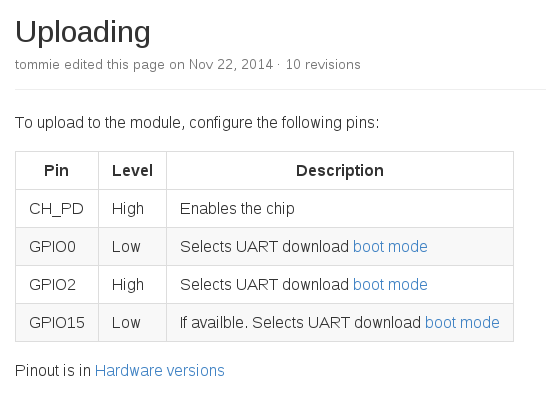 Uploading
tommie edited this page on Nov 22, 2014 · 10 revisions
To upload to the module, configure the following pins:
Pin Level Description
CH_PD High Enables the chip
GPIO0 Low Selects UART download boot mode
GPIO2 High Selects UART download boot mode
GPIO15 Low If availble. Selects UART download boot mode
Pinout is in Hardware versions